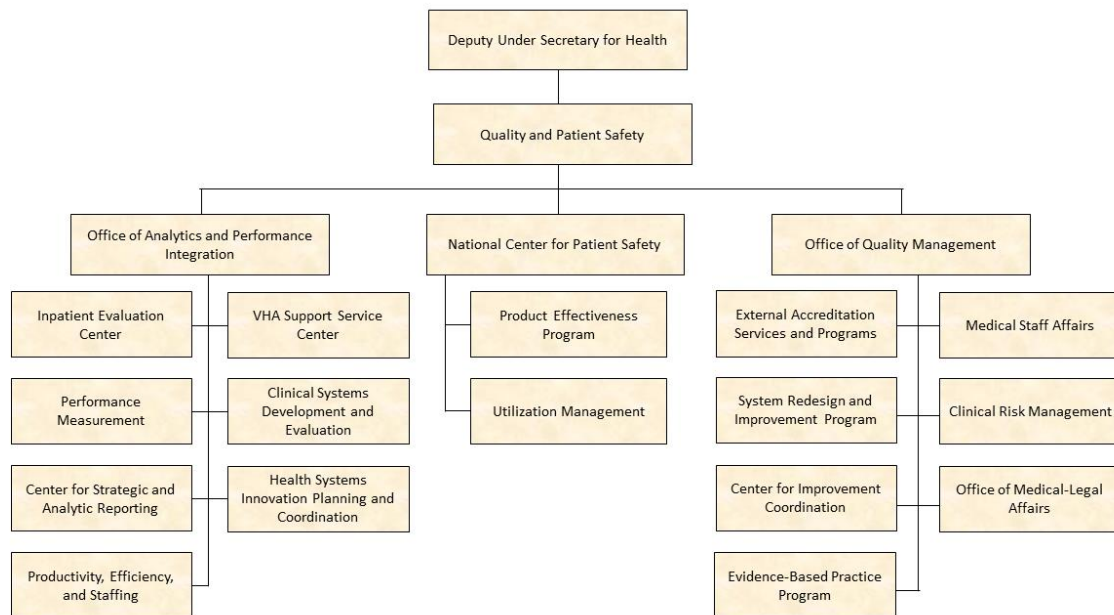 Deputy Under Secretary for Health
Quality and Patient Safety
Office of Analytics and Performance
Integration
National Center for Patient Safety
Office of Quality Management
Inpatient Evaluation
Center
VHA Support Service
Center
Performance
Measurement
Clinical Systems
Development and
Evaluation
Center for Strategic and
Analytic Reporting
Health Systems
Innovation Planning and
Coordination
Productivity, Efficiency,
and Staffing
Product Effectiveness
Program
Utilization Management
External Accreditation
Services and Programs
Medical Staff Affairs
System Redesign and
Improvement Program
Clinical Risk Management
Center for Improvement
Coordination
Office of Medical-Legal
Affairs
Evidence-Based Practice
Program